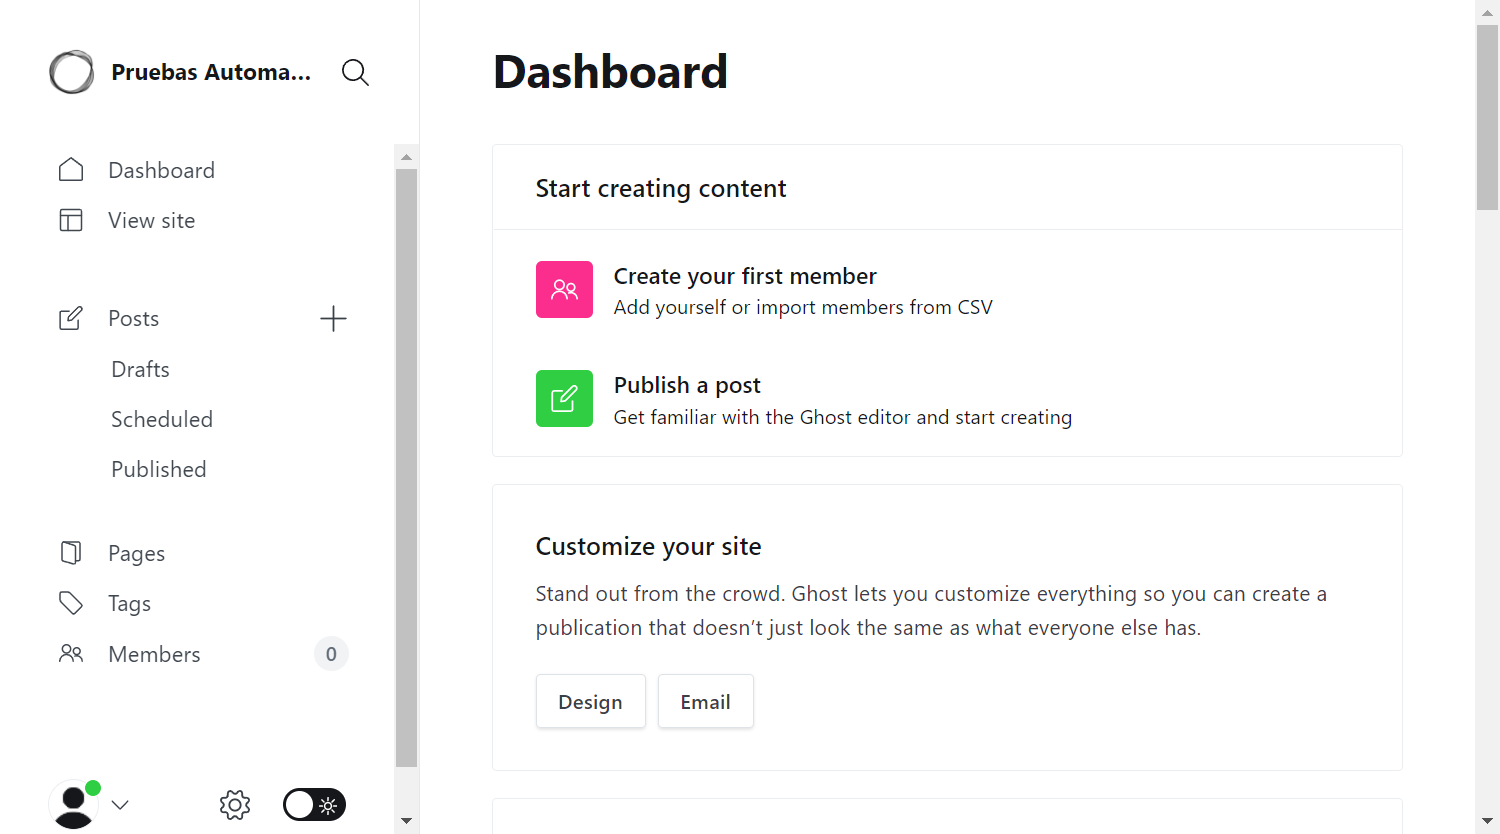 Pruebas Automa...
Dashboard
View site
Posts
Drafts
Scheduled
Published
Pages
Tags
Members 0
Dashboard
Start creating content
Create your first member
Add yourself or import members from CSV
Publish a post
Get familiar with the Ghost editor and start creating
Customize your site
Stand out from the crowd. Ghost lets you customize everything so you can create a
publication that doesn’t just look the same as what everyone else has.
Design Email